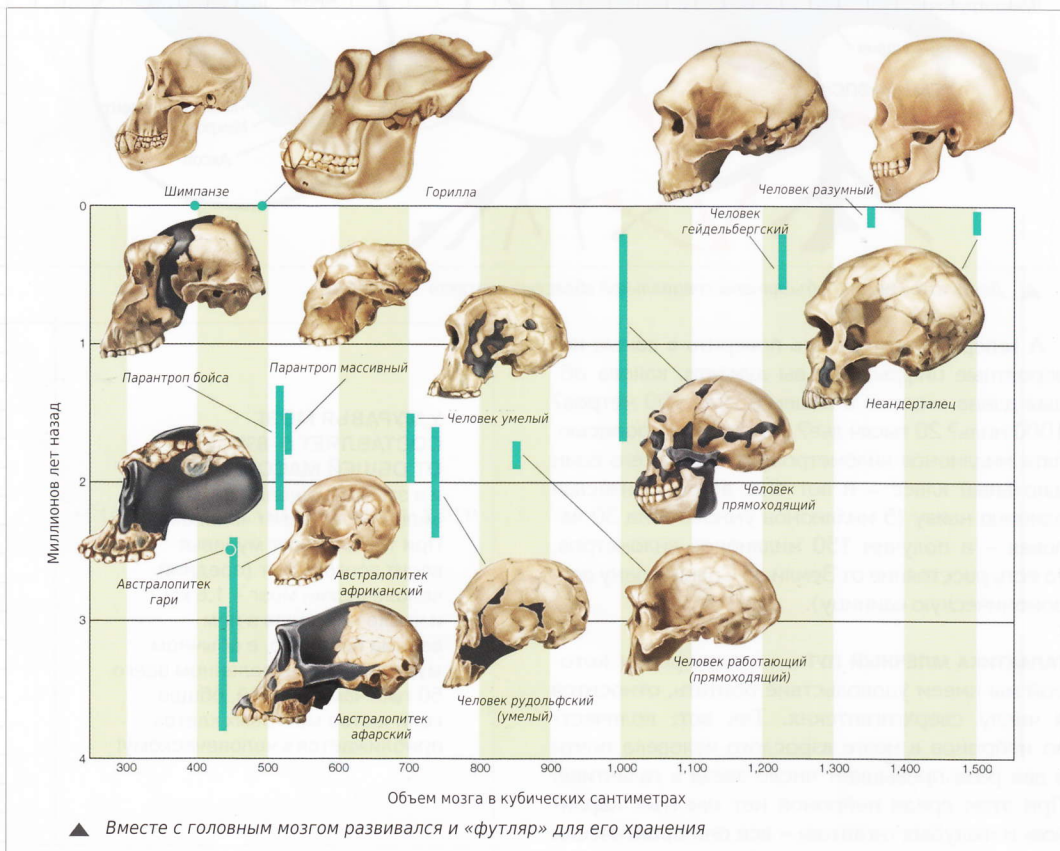 Шимпанзе
Горилла
Человек разумный
Человек
гейдельбергский
Парантроп бойса
Парантроп массивный
Человек умелый
Неандерталец
Человек
прямоходящий
Австралопитек
гари
Австралопитек
африканский
Человек рудольфский
(умелый)
Человек работающий
(прямоходящий)
Австралопитек
афарский
Миллионов лет назад
0
1
2
3
4
300 400 500 600 700 800 900 1,000 1,100 1,200 1,300 1,400 1,500
Объем мозга в кубических сантиметрах
▲ Вместе с головным мозгом развивался и «футляр» для его хранения